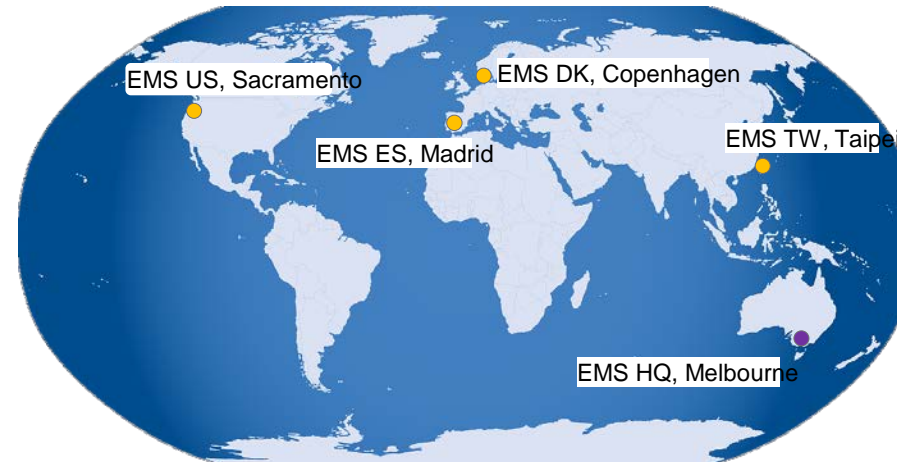 EMS US, Sacramento
EMS DK, Copenhagen
EMS TW, Taipei
EMS ES, Madrid
EMS HQ, Melbourne